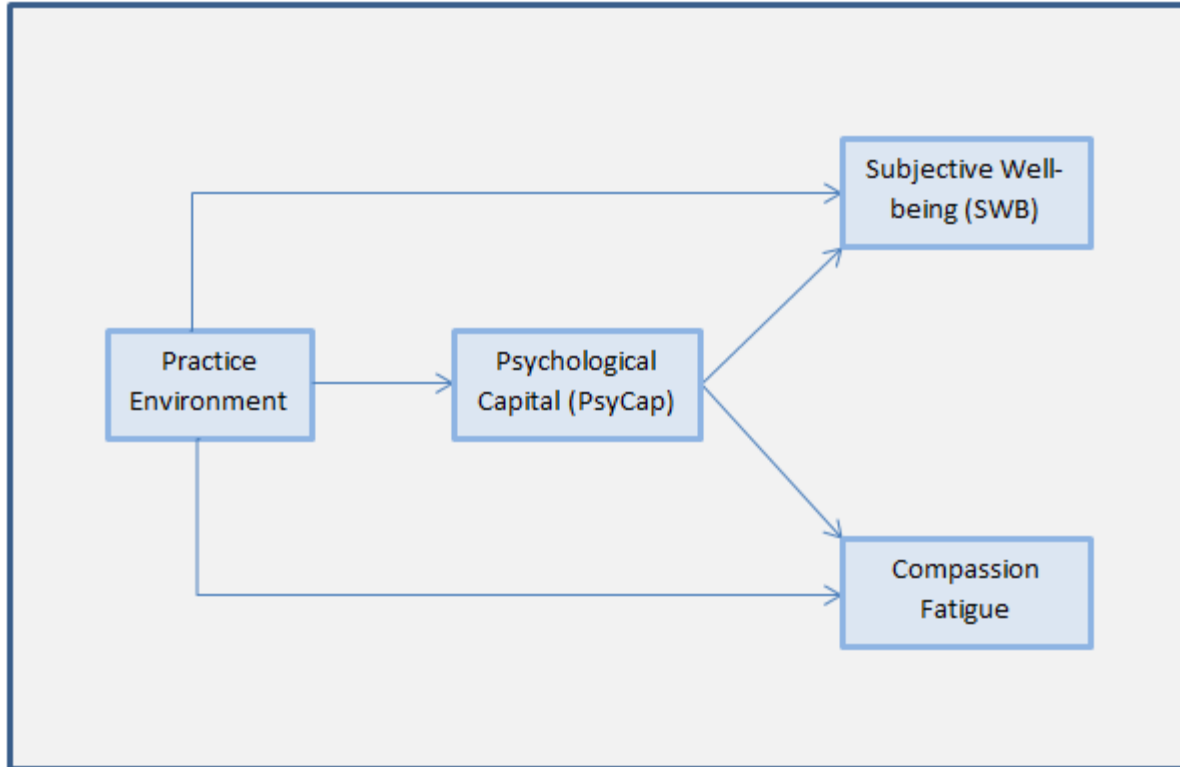 Subjective Well-
being (SWB)
Practice
Environment
Psychological
Capital (PsyCap)
Compassion
Fatigue